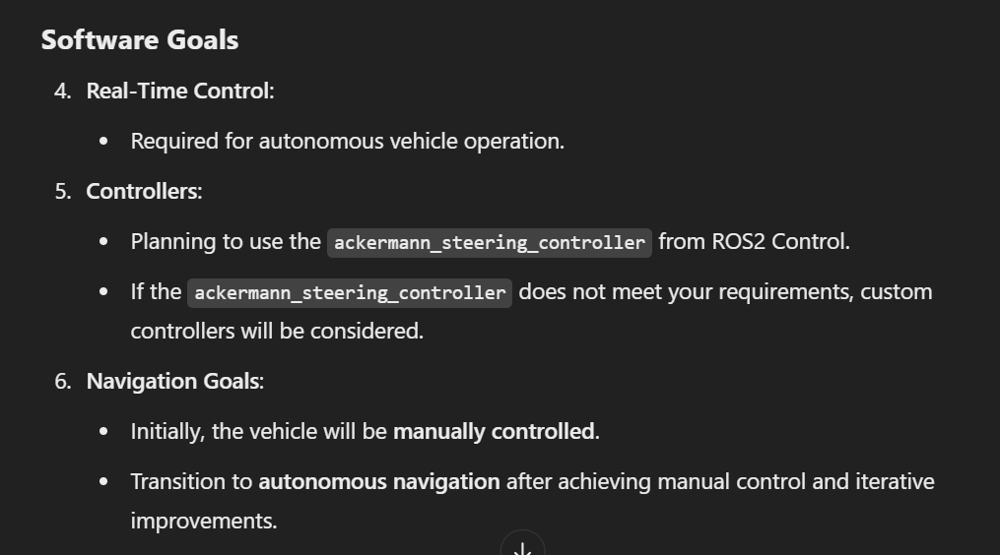 Software Goals
4. Real-Time Control:
• Required for autonomous vehicle operation.
5. Controllers:
• Planning to use the ackermann_steering_controller from ROS2 Control.
• If the ackermann_steering_controller does not meet your requirements, custom
controllers will be considered.
6. Navigation Goals:
• Initially, the vehicle will be manually controlled.
• Transition to autonomous navigation after achieving manual control and iterative
improvements.